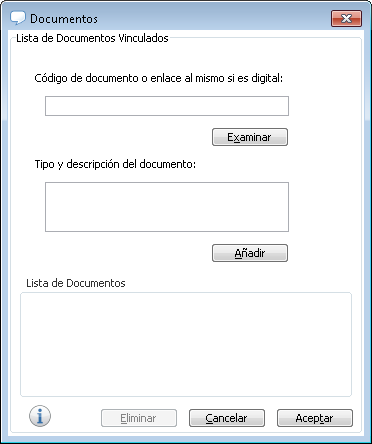 Documentos
Lista de Documentos Vinculados
Código de documento o enlace al mismo si es digital:
Examinar
Tipo y descripción del documento:
Añadir
Lista de Documentos
Eliminar Cancelar Aceptar